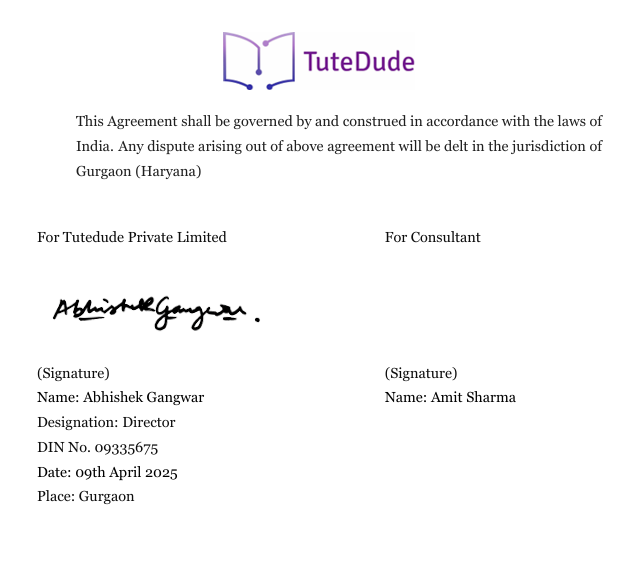 TuteDude
This Agreement shall be governed by and construed in accordance with the laws of
India. Any dispute arising out of above agreement will be delt in the jurisdiction of
Gurgaon (Haryana)
For Tutedude Private Limited
For Consultant
Abhishek Gangwar.
(Signature)
(Signature)
Name: Abhishek Gangwar
Name: Amit Sharma
Designation: Director
DIN No. 09335675
Date: 09th April 2025
Place: Gurgaon